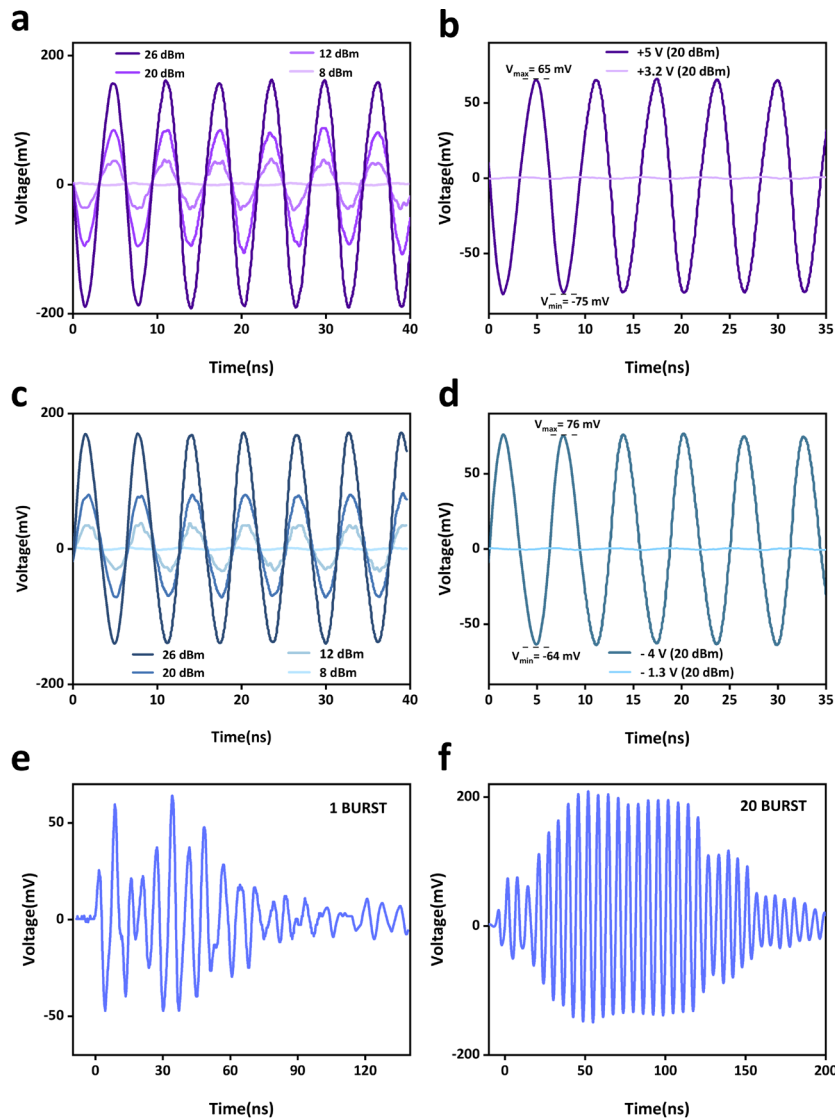 a
200
0
-200
Voltage(mV)
26 dBm
12 dBm
20 dBm
8 dBm
0
10
20
30
40
Time(ns)
b
50
0
-50
Voltage(mV)
+5 V (20 dBm)
+3.2 V (20 dBm)
Vmax= 65 mV
Vmin= -75 mV
0
5
10
15
20
25
30
35
Time(ns)
c
200
0
-200
Voltage(mV)
26 dBm
12 dBm
20 dBm
8 dBm
0
10
20
30
40
Time(ns)
d
50
0
-50
Voltage(mV)
Vmax= 76 mV
Vmin= -64 mV
- 4 V (20 dBm)
- 1.3 V (20 dBm)
0
5
10
15
20
25
30
35
Time(ns)
e
50
0
-50
Voltage(mV)
1 BURST
0
30
60
90
120
Time(ns)
f
200
0
-200
Voltage(mV)
20 BURST
0
50
100
150
200
Time(ns)